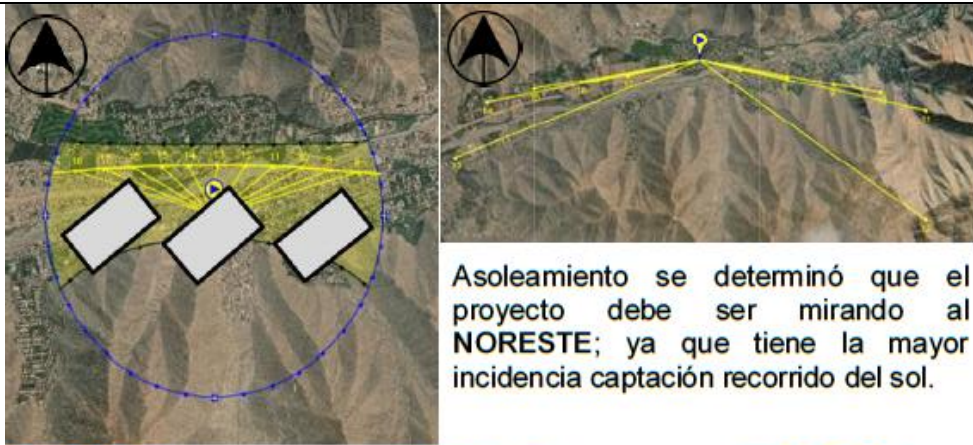 Asoleamiento se determinó que el
proyecto debe ser mirando al
NORESTE; ya que tiene la mayor
incidencia captación recorrido del sol.